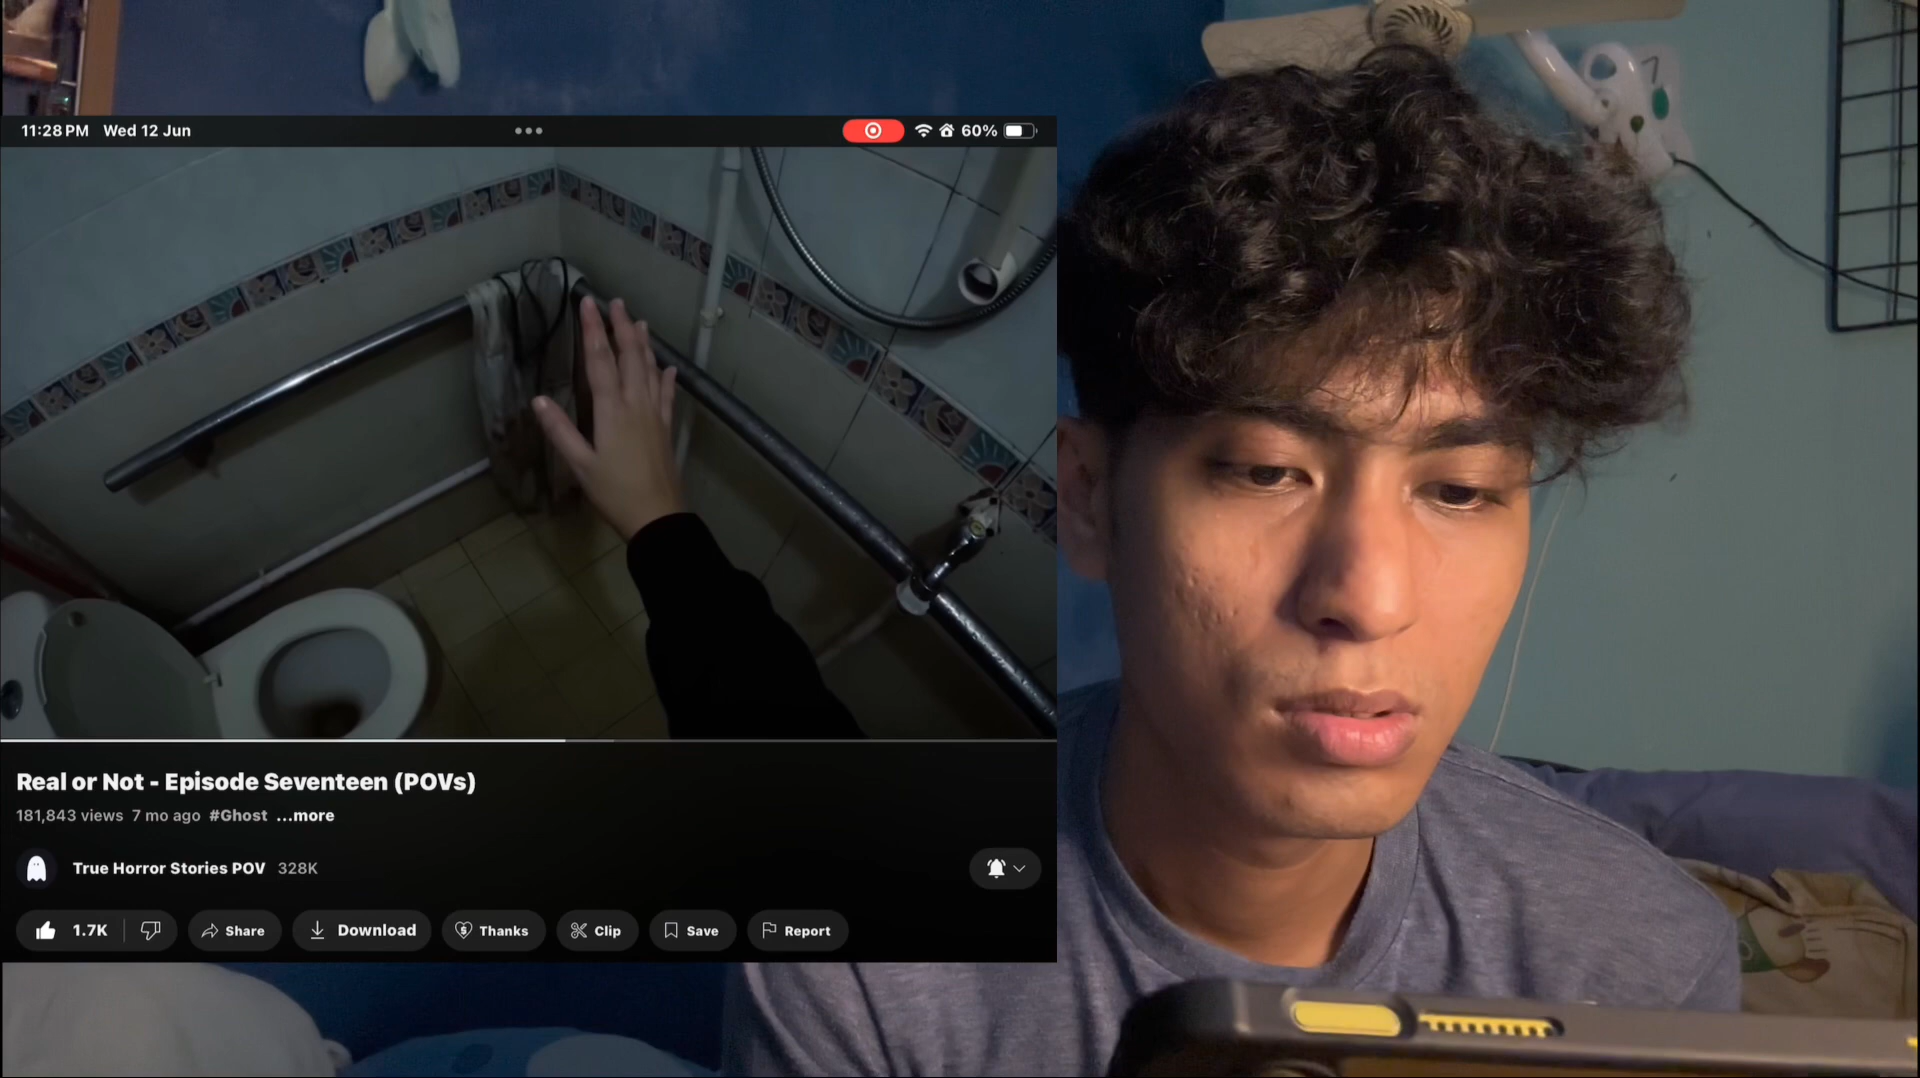 11:28 PM Wed 12 Jun
60%
Real or Not - Episode Seventeen (POVs)
181,843 views 7 mo ago #Ghost ...more
True Horror Stories POV 328K
1.7K Share Download Thanks Clip Save Report